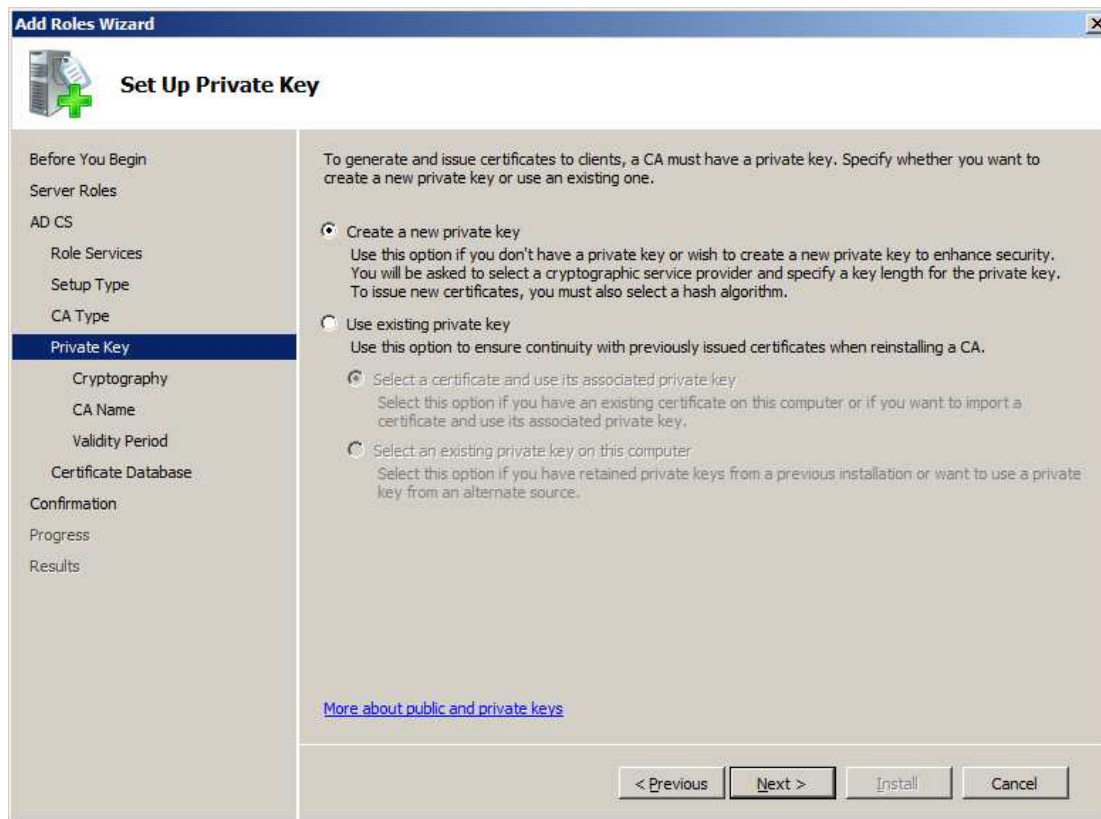 Add Roles Wizard
Set Up Private Key
Before You Begin
Server Roles
AD CS
Role Services
Setup Type
CA Type
Private Key
Cryptography
CA Name
Validity Period
Certificate Database
Confirmation
Progress
Results
To generate and issue certificates to clients, a CA must have a private key. Specify whether you want to
create a new private key or use an existing one.
Create a new private key
Use this option if you don't have a private key or wish to create a new private key to enhance security.
You will be asked to select a cryptographic service provider and specify a key length for the private key.
To issue new certificates, you must also select a hash algorithm.
Use existing private key
Use this option to ensure continuity with previously issued certificates when reinstalling a CA.
Select a certificate and use its associated private key
Select this option if you have an existing certificate on this computer or if you want to import a
certificate and use its associated private key.
Select an existing private key on this computer
Select this option if you have retained private keys from a previous installation or want to use a private
key from an alternate source.
More about public and private keys
< Previous
Next >
Install
Cancel